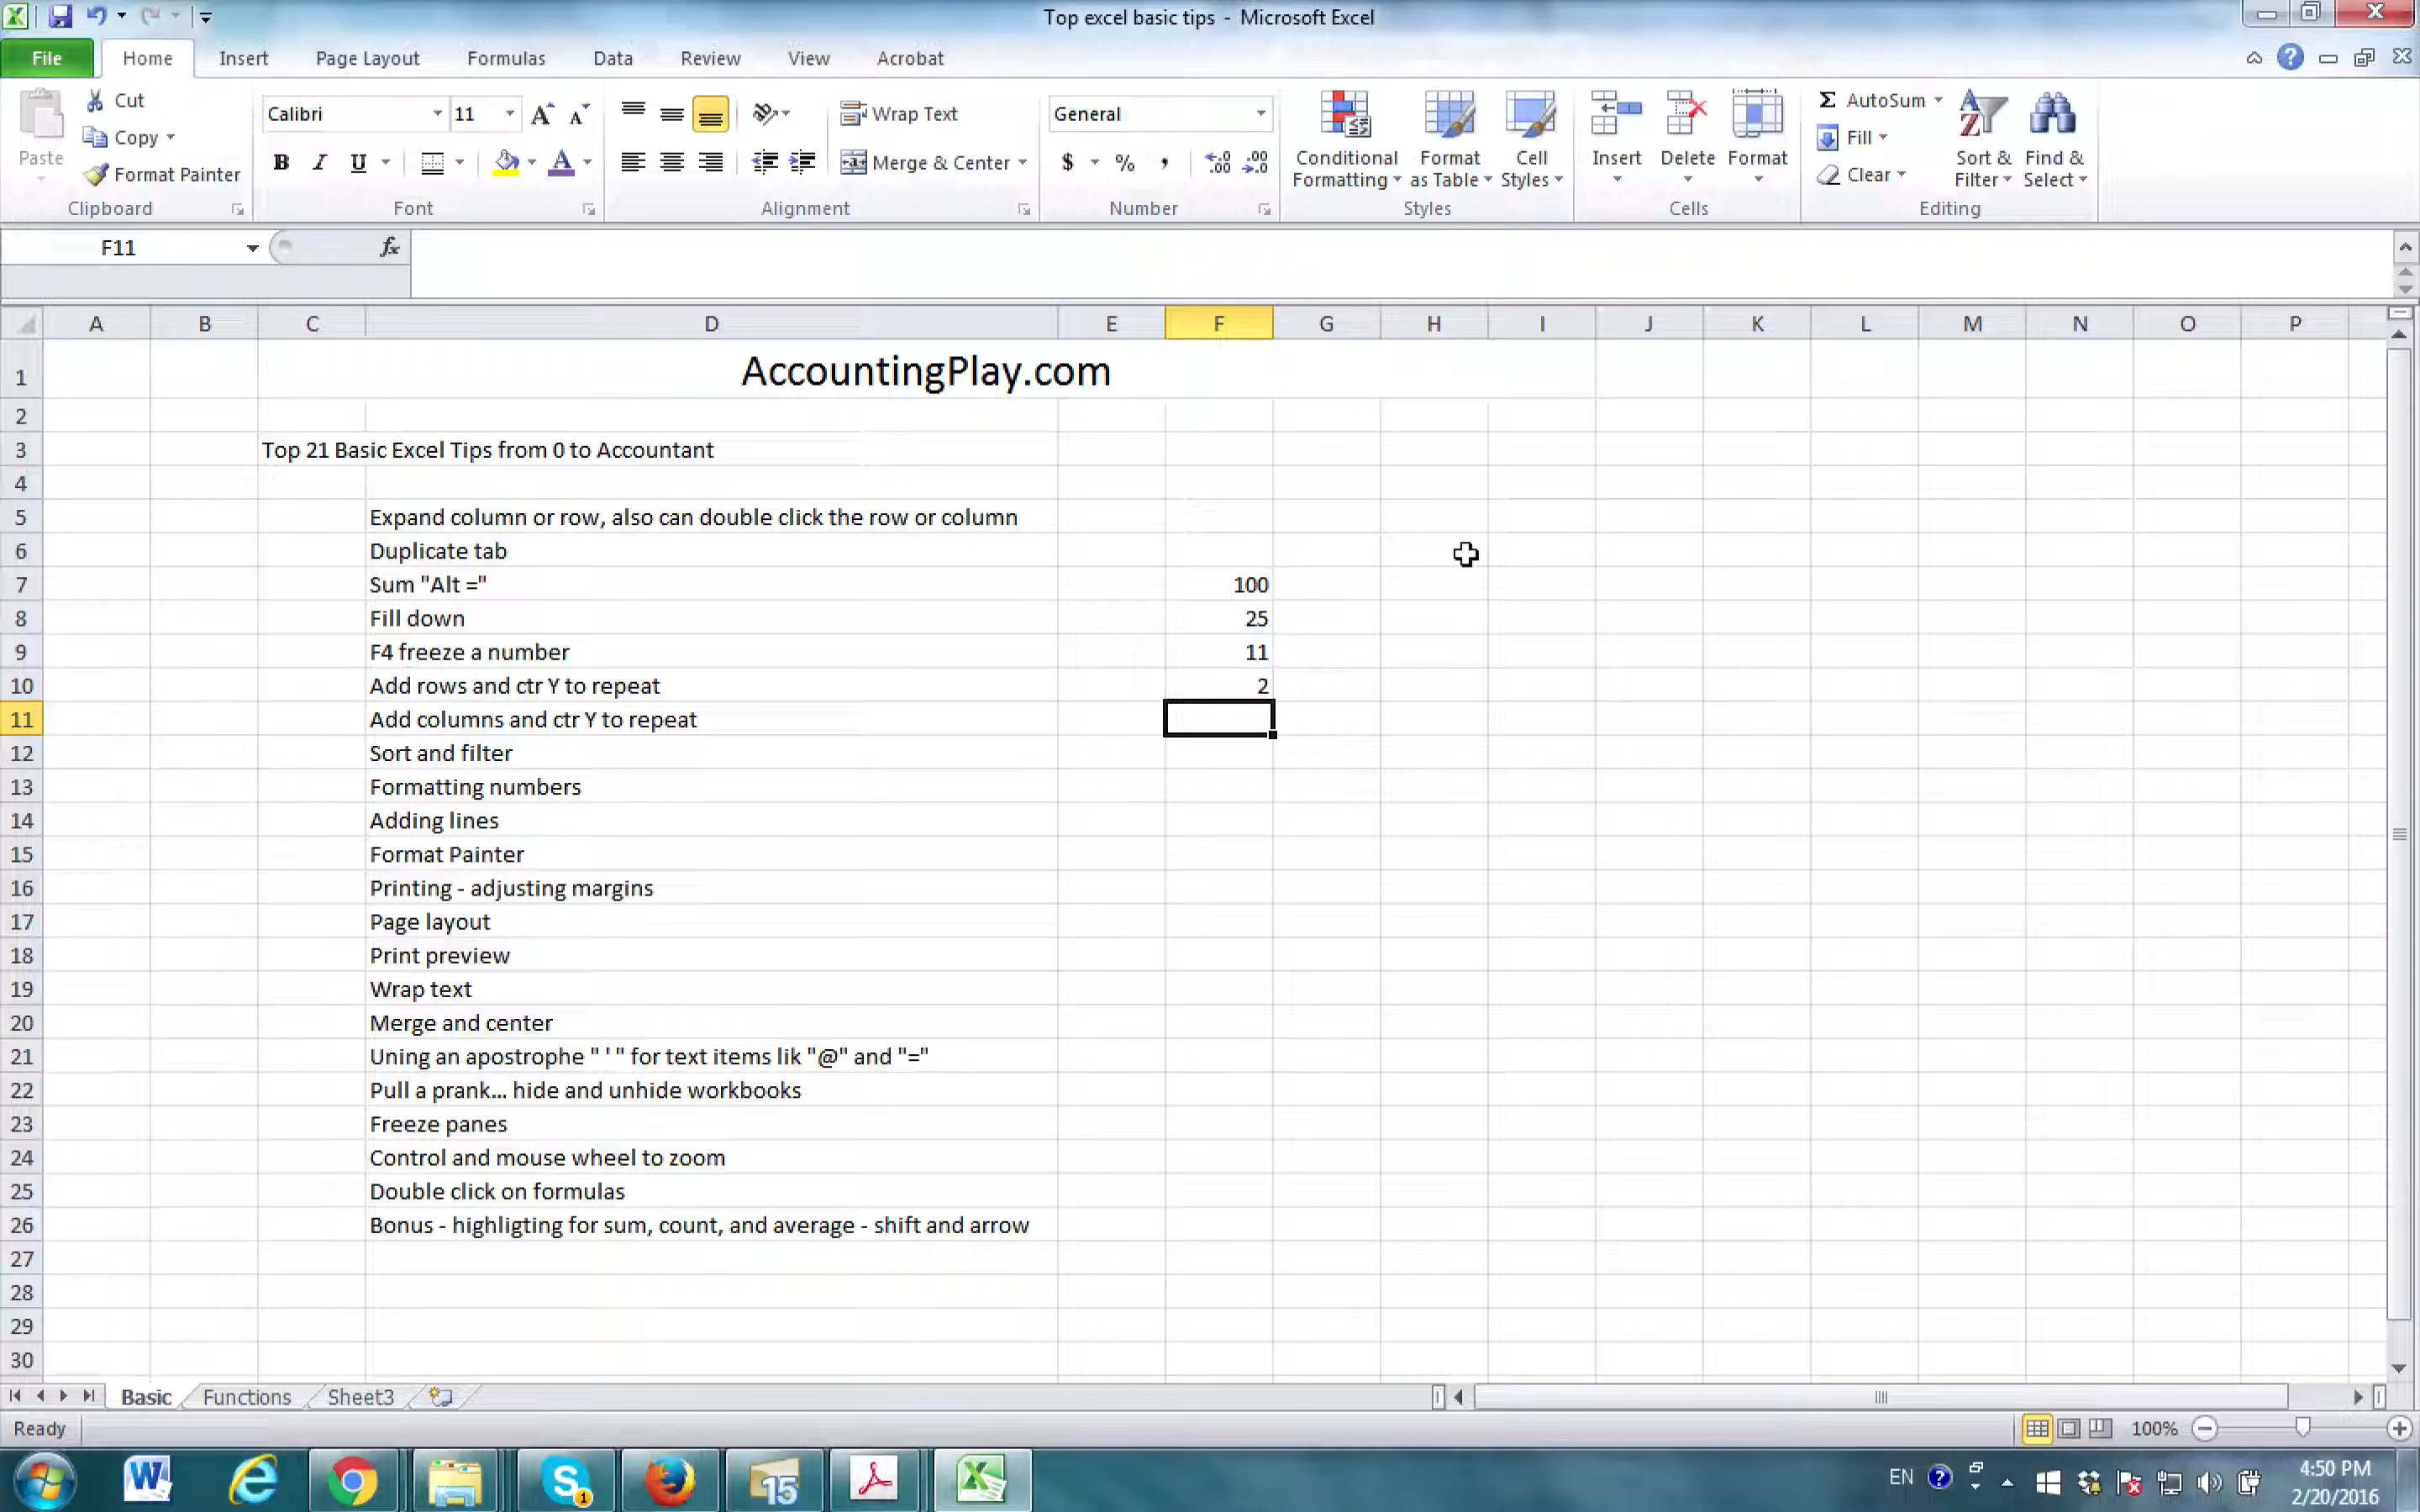 Top excel basic tips - Microsoft Excel
File Home Insert Page Layout Formulas Data Review View Acrobat
Paste
Cut
Copy
Format Painter
Clipboard
Calibri 11
B I U A
Font
Wrap Text
Merge & Center
Alignment
General
$ % ,
Number
Conditional Formatting
Format as Table
Cell Styles
Styles
Insert
Delete
Format
Cells
Σ AutoSum
Fill
Clear
Sort & Filter
Find & Select
Editing
F11 fx
A B C D E F G H I J K L M N O P
1 AccountingPlay.com
2
3 Top 21 Basic Excel Tips from 0 to Accountant
4
5 Expand column or row, also can double click the row or column
6 Duplicate tab
7 Sum "Alt =" 100
8 Fill down 25
9 F4 freeze a number 11
10 Add rows and ctr Y to repeat 2
11 Add columns and ctr Y to repeat
12 Sort and filter
13 Formatting numbers
14 Adding lines
15 Format Painter
16 Printing - adjusting margins
17 Page layout
18 Print preview
19 Wrap text
20 Merge and center
21 Uning an apostrophe " ' " for text items lik "@" and "="
22 Pull a prank... hide and unhide workbooks
23 Freeze panes
24 Control and mouse wheel to zoom
25 Double click on formulas
26 Bonus - highligting for sum, count, and average - shift and arrow
27
28
29
30
Basic Functions Sheet3
Ready 100%
EN 4:50 PM
2/20/2016